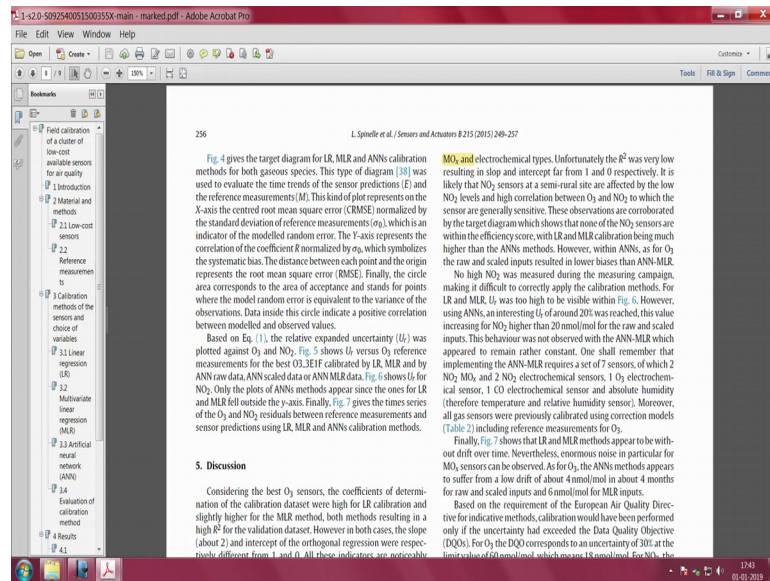 1-s2.0-S092540051500355X-main - marked.pdf - Adobe Acrobat Pro
File Edit View Window Help
Open Create Customize
8 / 9 150% Tools Fill & Sign Comment
Bookmarks
Field calibration
of a cluster of
low-cost
available sensors
for air quality
1 Introduction
2 Material and
methods
2.1 Low-cost
sensors
2.2
Reference
measuremen
ts
3 Calibration
methods of the
sensors and
choice of
variables
3.1 Linear
regression
(LR)
3.2
Multivariate
linear
regression
(MLR)
3.3 Artificial
neural
network
(ANN)
3.4
Evaluation of
calibration
method
4 Results
4.1
256 L. Spinelle et al. / Sensors and Actuators B 215 (2015) 249–257
Fig. 4 gives the target diagram for LR, MLR and ANNs calibration
methods for both gaseous species. This type of diagram [38] was
used to evaluate the time trends of the sensor predictions (E) and
the reference measurements (M). This kind of plot represents on the
X-axis the centred root mean square error (CRMSE) normalized by
the standard deviation of reference measurements (σ0), which is an
indicator of the modelled random error. The Y-axis represents the
correlation of the coefficient R normalized by σ0, which symbolizes
the systematic bias. The distance between each point and the origin
represents the root mean square error (RMSE). Finally, the circle
area corresponds to the area of acceptance and stands for points
where the model random error is equivalent to the variance of the
observations. Data inside this circle indicate a positive correlation
between modelled and observed values.
Based on Eq. (1), the relative expanded uncertainty (Ur) was
plotted against O3 and NO2. Fig. 5 shows Ur versus O3 reference
measurements for the best O3_3E1F calibrated by LR, MLR and by
ANN raw data, ANN scaled data or ANN MLR data. Fig. 6 shows Ur for
NO2. Only the plots of ANNs methods appear since the ones for LR
and MLR fell outside the y-axis. Finally, Fig. 7 gives the times series
of the O3 and NO2 residuals between reference measurements and
sensor predictions using LR, MLR and ANNs calibration methods.
5. Discussion
Considering the best O3 sensors, the coefficients of determi-
nation of the calibration dataset were high for LR calibration and
slightly higher for the MLR method, both methods resulting in a
high R2 for the validation dataset. However in both cases, the slope
(about 2) and intercept of the orthogonal regression were respec-
tively different from 1 and 0. All these indicators are noticeably
MOx and electrochemical types. Unfortunately the R2 was very low
resulting in slop and intercept far from 1 and 0 respectively. It is
likely that NO2 sensors at a semi-rural site are affected by the low
NO2 levels and high correlation between O3 and NO2 to which the
sensor are generally sensitive. These observations are corroborated
by the target diagram which shows that none of the NO2 sensors are
within the efficiency score, with LR and MLR calibration being much
higher than the ANNs methods. However, within ANNs, as for O3
the raw and scaled inputs resulted in lower biases than ANN-MLR.
No high NO2 was measured during the measuring campaign,
making it difficult to correctly apply the calibration methods. For
LR and MLR, Ur was too high to be visible within Fig. 6. However,
using ANNs, an interesting Ur of around 20% was reached, this value
increasing for NO2 higher than 20 nmol/mol for the raw and scaled
inputs. This behaviour was not observed with the ANN-MLR which
appeared to remain rather constant. One shall remember that
implementing the ANN-MLR requires a set of 7 sensors, of which 2
NO2 MOx and 2 NO2 electrochemical sensors, 1 O3 electrochem-
ical sensor, 1 CO electrochemical sensor and absolute humidity
(therefore temperature and relative humidity sensor). Moreover,
all gas sensors were previously calibrated using correction models
(Table 2) including reference measurements for O3.
Finally, Fig. 7 shows that LR and MLR methods appear to be with-
out drift over time. Nevertheless, enormous noise in particular for
MOx sensors can be observed. As for O3, the ANNs methods appears
to suffer from a low drift of about 4 nmol/mol in about 4 months
for raw and scaled inputs and 6 nmol/mol for MLR inputs.
Based on the requirement of the European Air Quality Direc-
tive for indicative methods, calibration would have been performed
only if the uncertainty had exceeded the Data Quality Objective
(DQOs). For O3 the DQO corresponds to an uncertainty of 30% at the
limit value of 60 nmol/mol, which means 18 nmol/mol. For NO2 the
17:43
01-01-2019